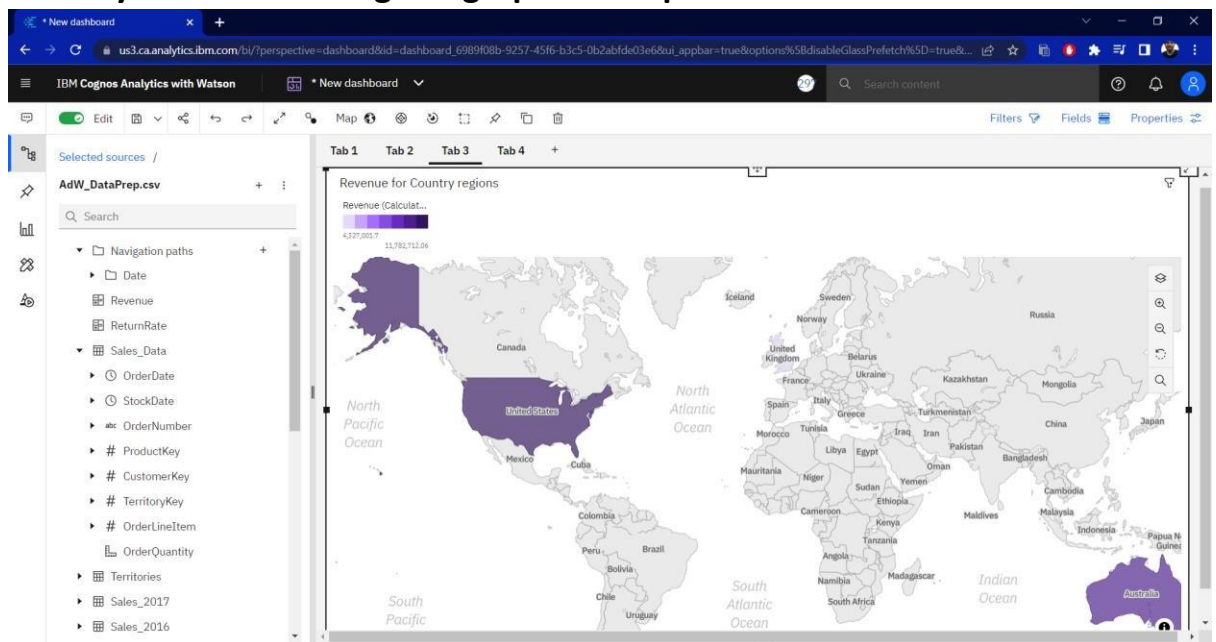 * New dashboard
us3.ca.analytics.ibm.com/bi/?perspective=dashboard&id=dashboard_6989f08b-9257-45f6-b3c5-0b2abfde03e6&ui_appbar=true&options%5BdisableGlassPrefetch%5D=true&...
IBM Cognos Analytics with Watson
* New dashboard
Search content
Edit
Map
Filters
Fields
Properties
Selected sources /
Tab 1 Tab 2 Tab 3 Tab 4 +
AdW_DataPrep.csv
Search
Navigation paths
Date
Revenue
ReturnRate
Sales_Data
OrderDate
StockDate
abc OrderNumber
# ProductKey
# CustomerKey
# TerritoryKey
# OrderLineItem
OrderQuantity
Territories
Sales_2017
Sales_2016
Revenue for Country regions
Revenue (Calculat...
4,327,001.7
11,782,712.06
Iceland
Sweden
Norway
Russia
Canada
United
Kingdom
Belarus
Ukraine
France
Kazakhstan
Mongolia
North
Atlantic
Ocean
North
Pacific
Ocean
United States
Spain
Italy
Greece
Turkmenistan
China
Japan
Morocco
Tunisia
Iraq
Iran
Pakistan
Libya
Egypt
Bangladesh
Mexico
Cuba
Oman
Mauritania
Niger
Sudan
Yemen
Cambodia
Ethiopia
Colombia
Cameroon
Kenya
Maldives
Malaysia
Indonesia
Papua N
Guinea
Tanzania
Peru
Brazil
Angola
Bolivia
Namibia
Madagascar
Indian
Ocean
Australia
Chile
South
Atlantic
Ocean
South Africa
South
Pacific
Uruguay